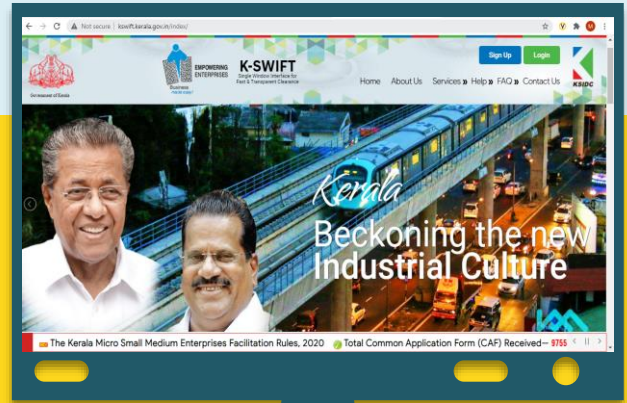 Not secure | kswift.kerala.gov.in/index/
Government of Kerala
EMPOWERING
ENTERPRISES
K-SWIFT
Single Window Interface for
Fast & Transparent Clearance
Sign Up
Login
Home About Us Services » Help » FAQ » Contact Us
KSIDC
Kerala
Beckoning the new
Industrial Culture
The Kerala Micro Small Medium Enterprises Facilitation Rules, 2020 Total Common Application Form (CAF) Received— 9755